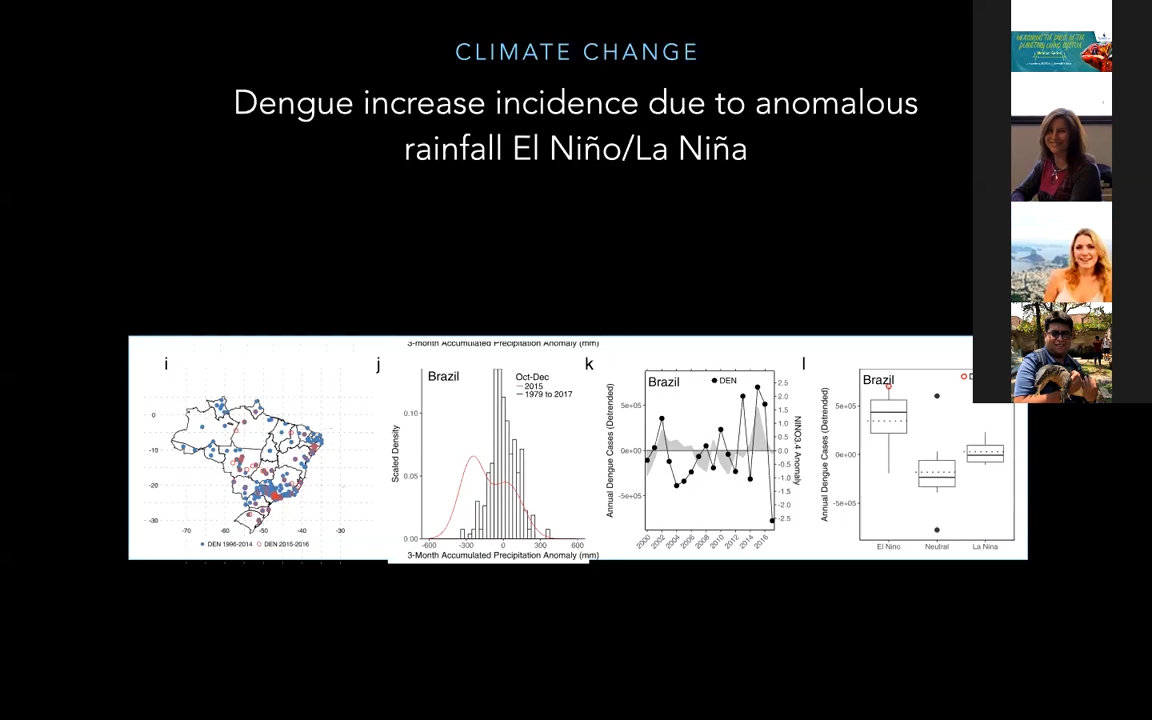 CLIMATE CHANGE
Dengue increase incidence due to anomalous
rainfall El Niño/La Niña
i
0
-10
-20
-30
-70 -60 -50 -40 -30
DEN 1996-2014 DEN 2015-2016
3-month Accumulated Precipitation Anomaly (mm)
j
Brazil
Oct-Dec
2015
1979 to 2017
Scaled Density
0.10
0.05
0.00
-600 -300 0 300 600
3-Month Accumulated Precipitation Anomaly (mm)
k
Brazil
DEN
Annual Dengue Cases (Detrended)
5e+05
0e+00
-5e+05
2.5
2.0
1.5
1.0
0.5
0.0
-0.5
-1.0
-1.5
-2.0
-2.5
NINO3.4 Anomaly
2000 2002 2004 2006 2008 2010 2012 2014 2016
l
Brazil
Annual Dengue Cases (Detrended)
5e+05
0e+00
-5e+05
El Nino Neutral La Nina
PLANETARY LIVING